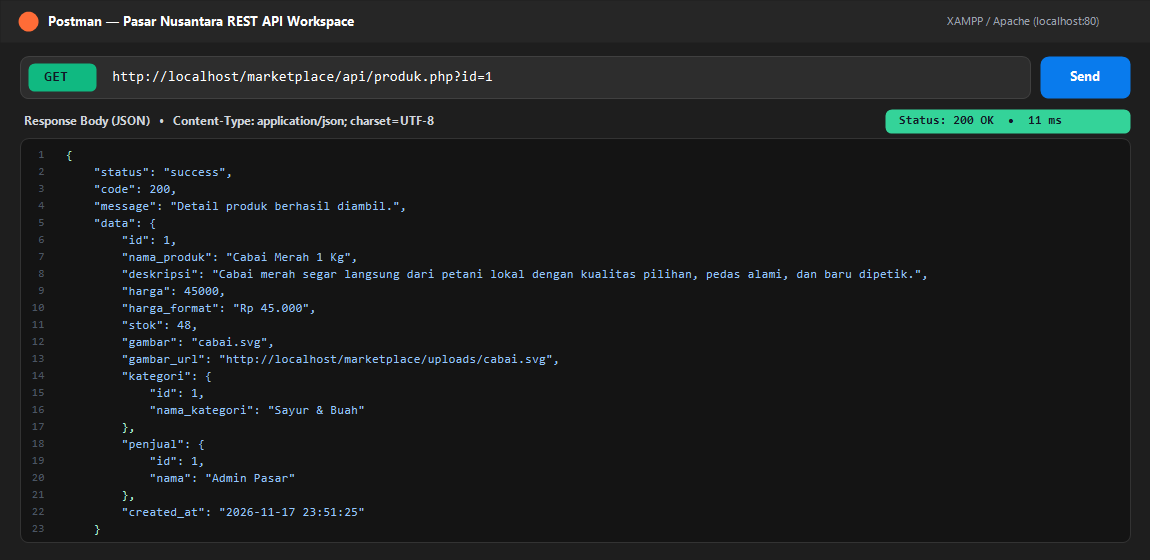 Postman — Pasar Nusantara REST API Workspace
XAMPP / Apache (localhost:80)
GET http://localhost/marketplace/api/produk.php?id=1 Send
Response Body (JSON) • Content-Type: application/json; charset=UTF-8
Status: 200 OK • 11 ms
1 {
2 "status": "success",
3 "code": 200,
4 "message": "Detail produk berhasil diambil.",
5 "data": {
6 "id": 1,
7 "nama_produk": "Cabai Merah 1 Kg",
8 "deskripsi": "Cabai merah segar langsung dari petani lokal dengan kualitas pilihan, pedas alami, dan baru dipetik.",
9 "harga": 45000,
10 "harga_format": "Rp 45.000",
11 "stok": 48,
12 "gambar": "cabai.svg",
13 "gambar_url": "http://localhost/marketplace/uploads/cabai.svg",
14 "kategori": {
15 "id": 1,
16 "nama_kategori": "Sayur & Buah"
17 },
18 "penjual": {
19 "id": 1,
20 "nama": "Admin Pasar"
21 },
22 "created_at": "2026-11-17 23:51:25"
23 }